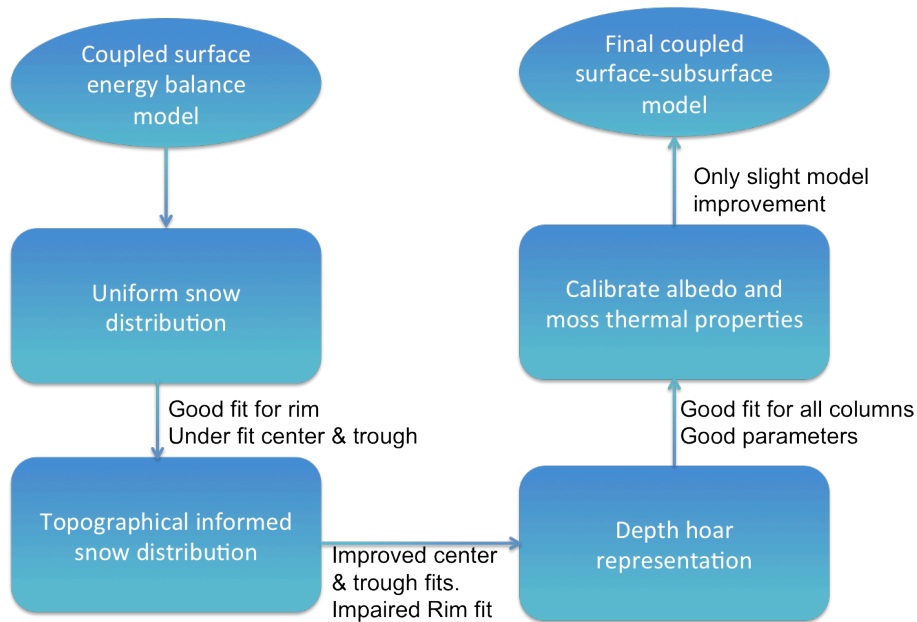 Coupled surface
energy balance
model
Uniform snow
distribution
Good fit for rim
Under fit center & trough
Topographical informed
snow distribution
Improved center
& trough fits.
Impaired Rim fit
Depth hoar
representation
Good fit for all columns
Good parameters
Calibrate albedo and
moss thermal properties
Only slight model
improvement
Final coupled
surface-subsurface
model